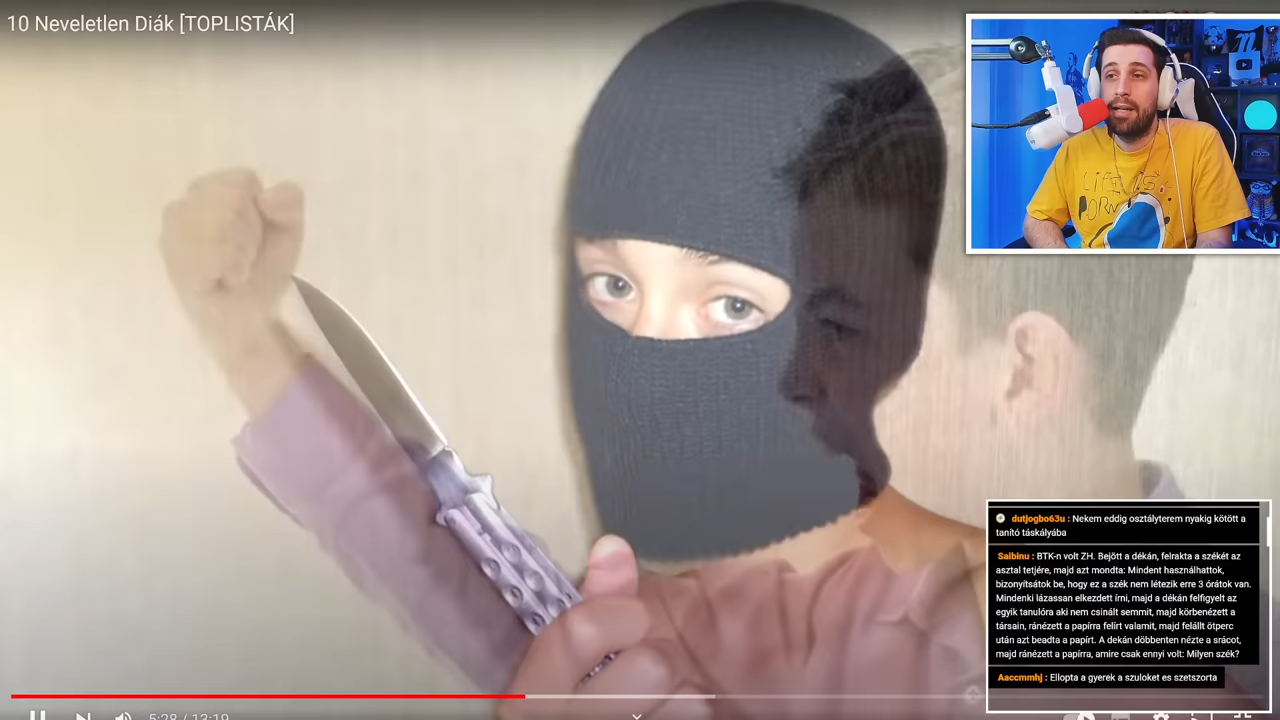 10 Neveletlen Diák [TOPLISTÁK]
dutjogbo63u : Nekem eddig osztályterem nyakig kötött a
tanító táskályába
Saibinu : BTK-n volt ZH. Bejött a dékán, felrakta a székét az
asztal tetjére, majd azt mondta: Mindent használhattok,
bizonyítsátok be, hogy ez a szék nem létezik erre 3 órátok van.
Mindenki lázassan elkezdett írni, majd a dékán felfigyelt az
egyik tanulóra aki nem csinált semmit, majd körbenézett a
társain, ránézett a papírra felírt valamit, majd felállt ötperc
után azt beadta a papírt. A dekán döbbenten nézte a srácot,
majd ránézett a papírra, amire csak ennyi volt: Milyen szék?
Aaccmmhj : Ellopta a gyerek a szuloket es szetszorta
5:28 / 13:19